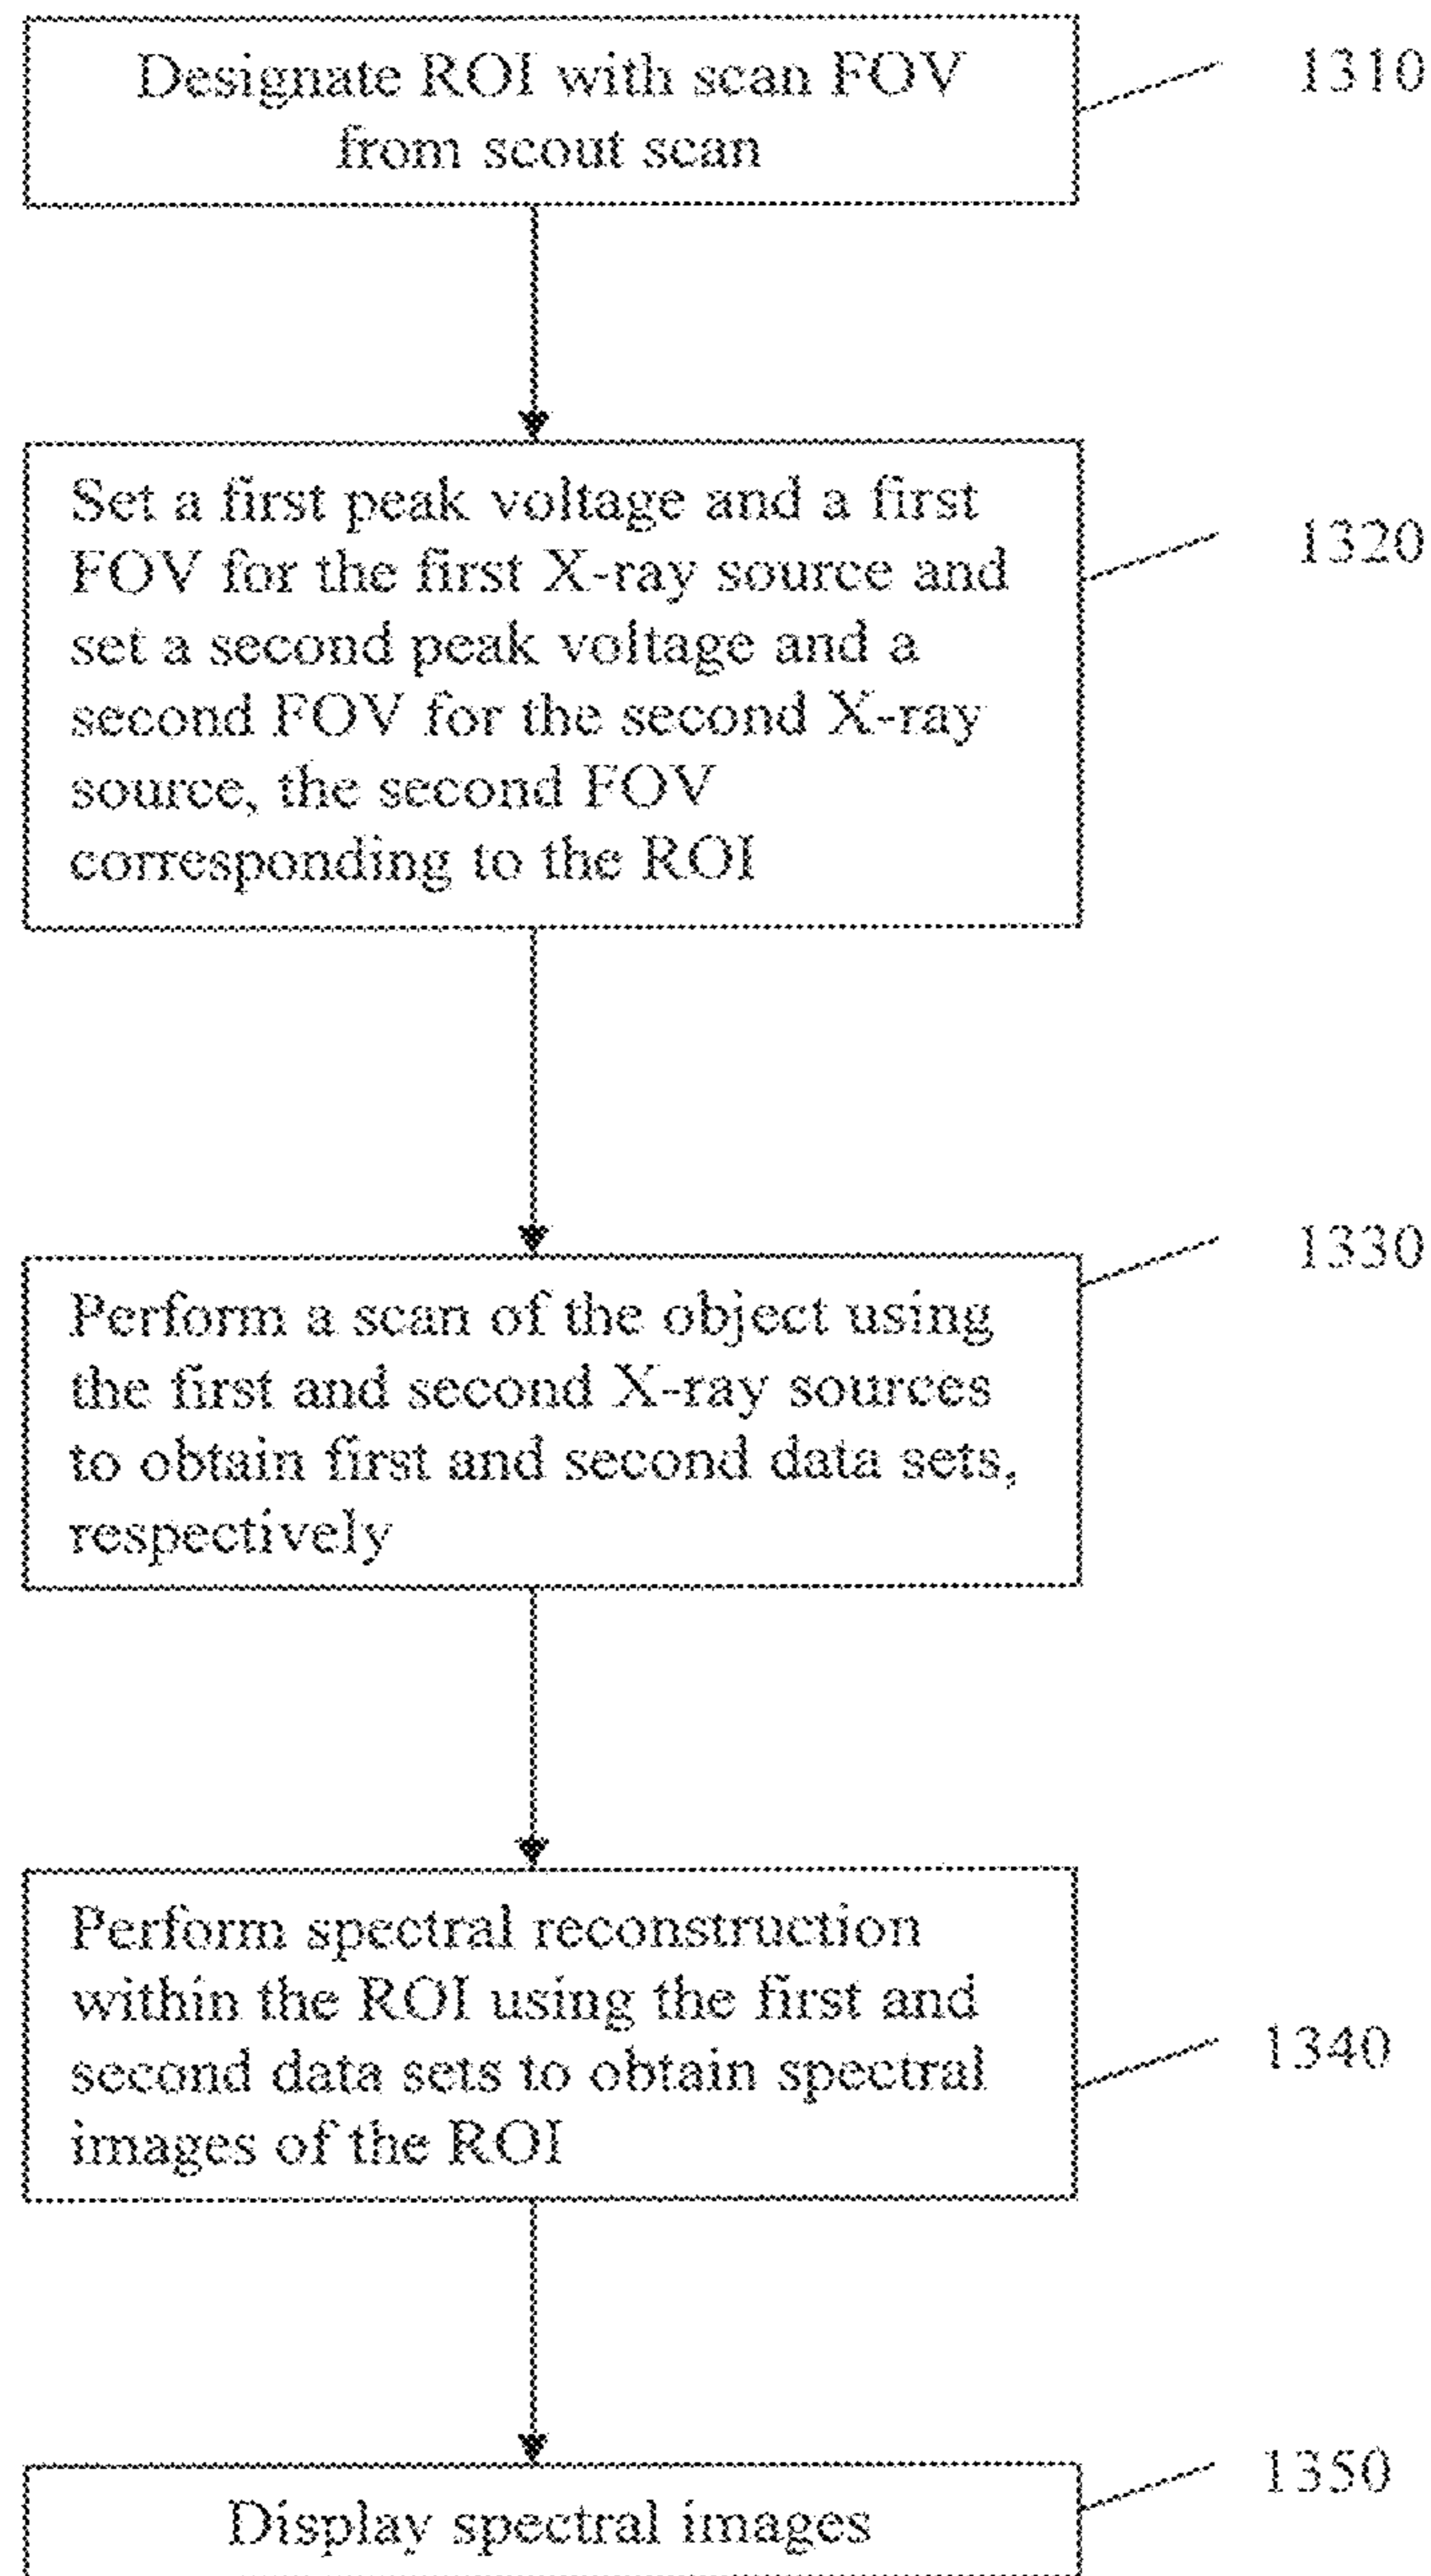 Designate ROI with scan FOV
from scout scan
1310
Set a first peak voltage and a first
FOV for the first X-ray source and
set a second peak voltage and a
second FOV for the second X-ray
source, the second FOV
corresponding to the ROI
1320
Perform a scan of the object using
the first and second X-ray sources
to obtain first and second data sets,
respectively
1330
Perform spectral reconstruction
within the ROI using the first and
second data sets to obtain spectral
images of the ROI
1340
Display spectral images
1350